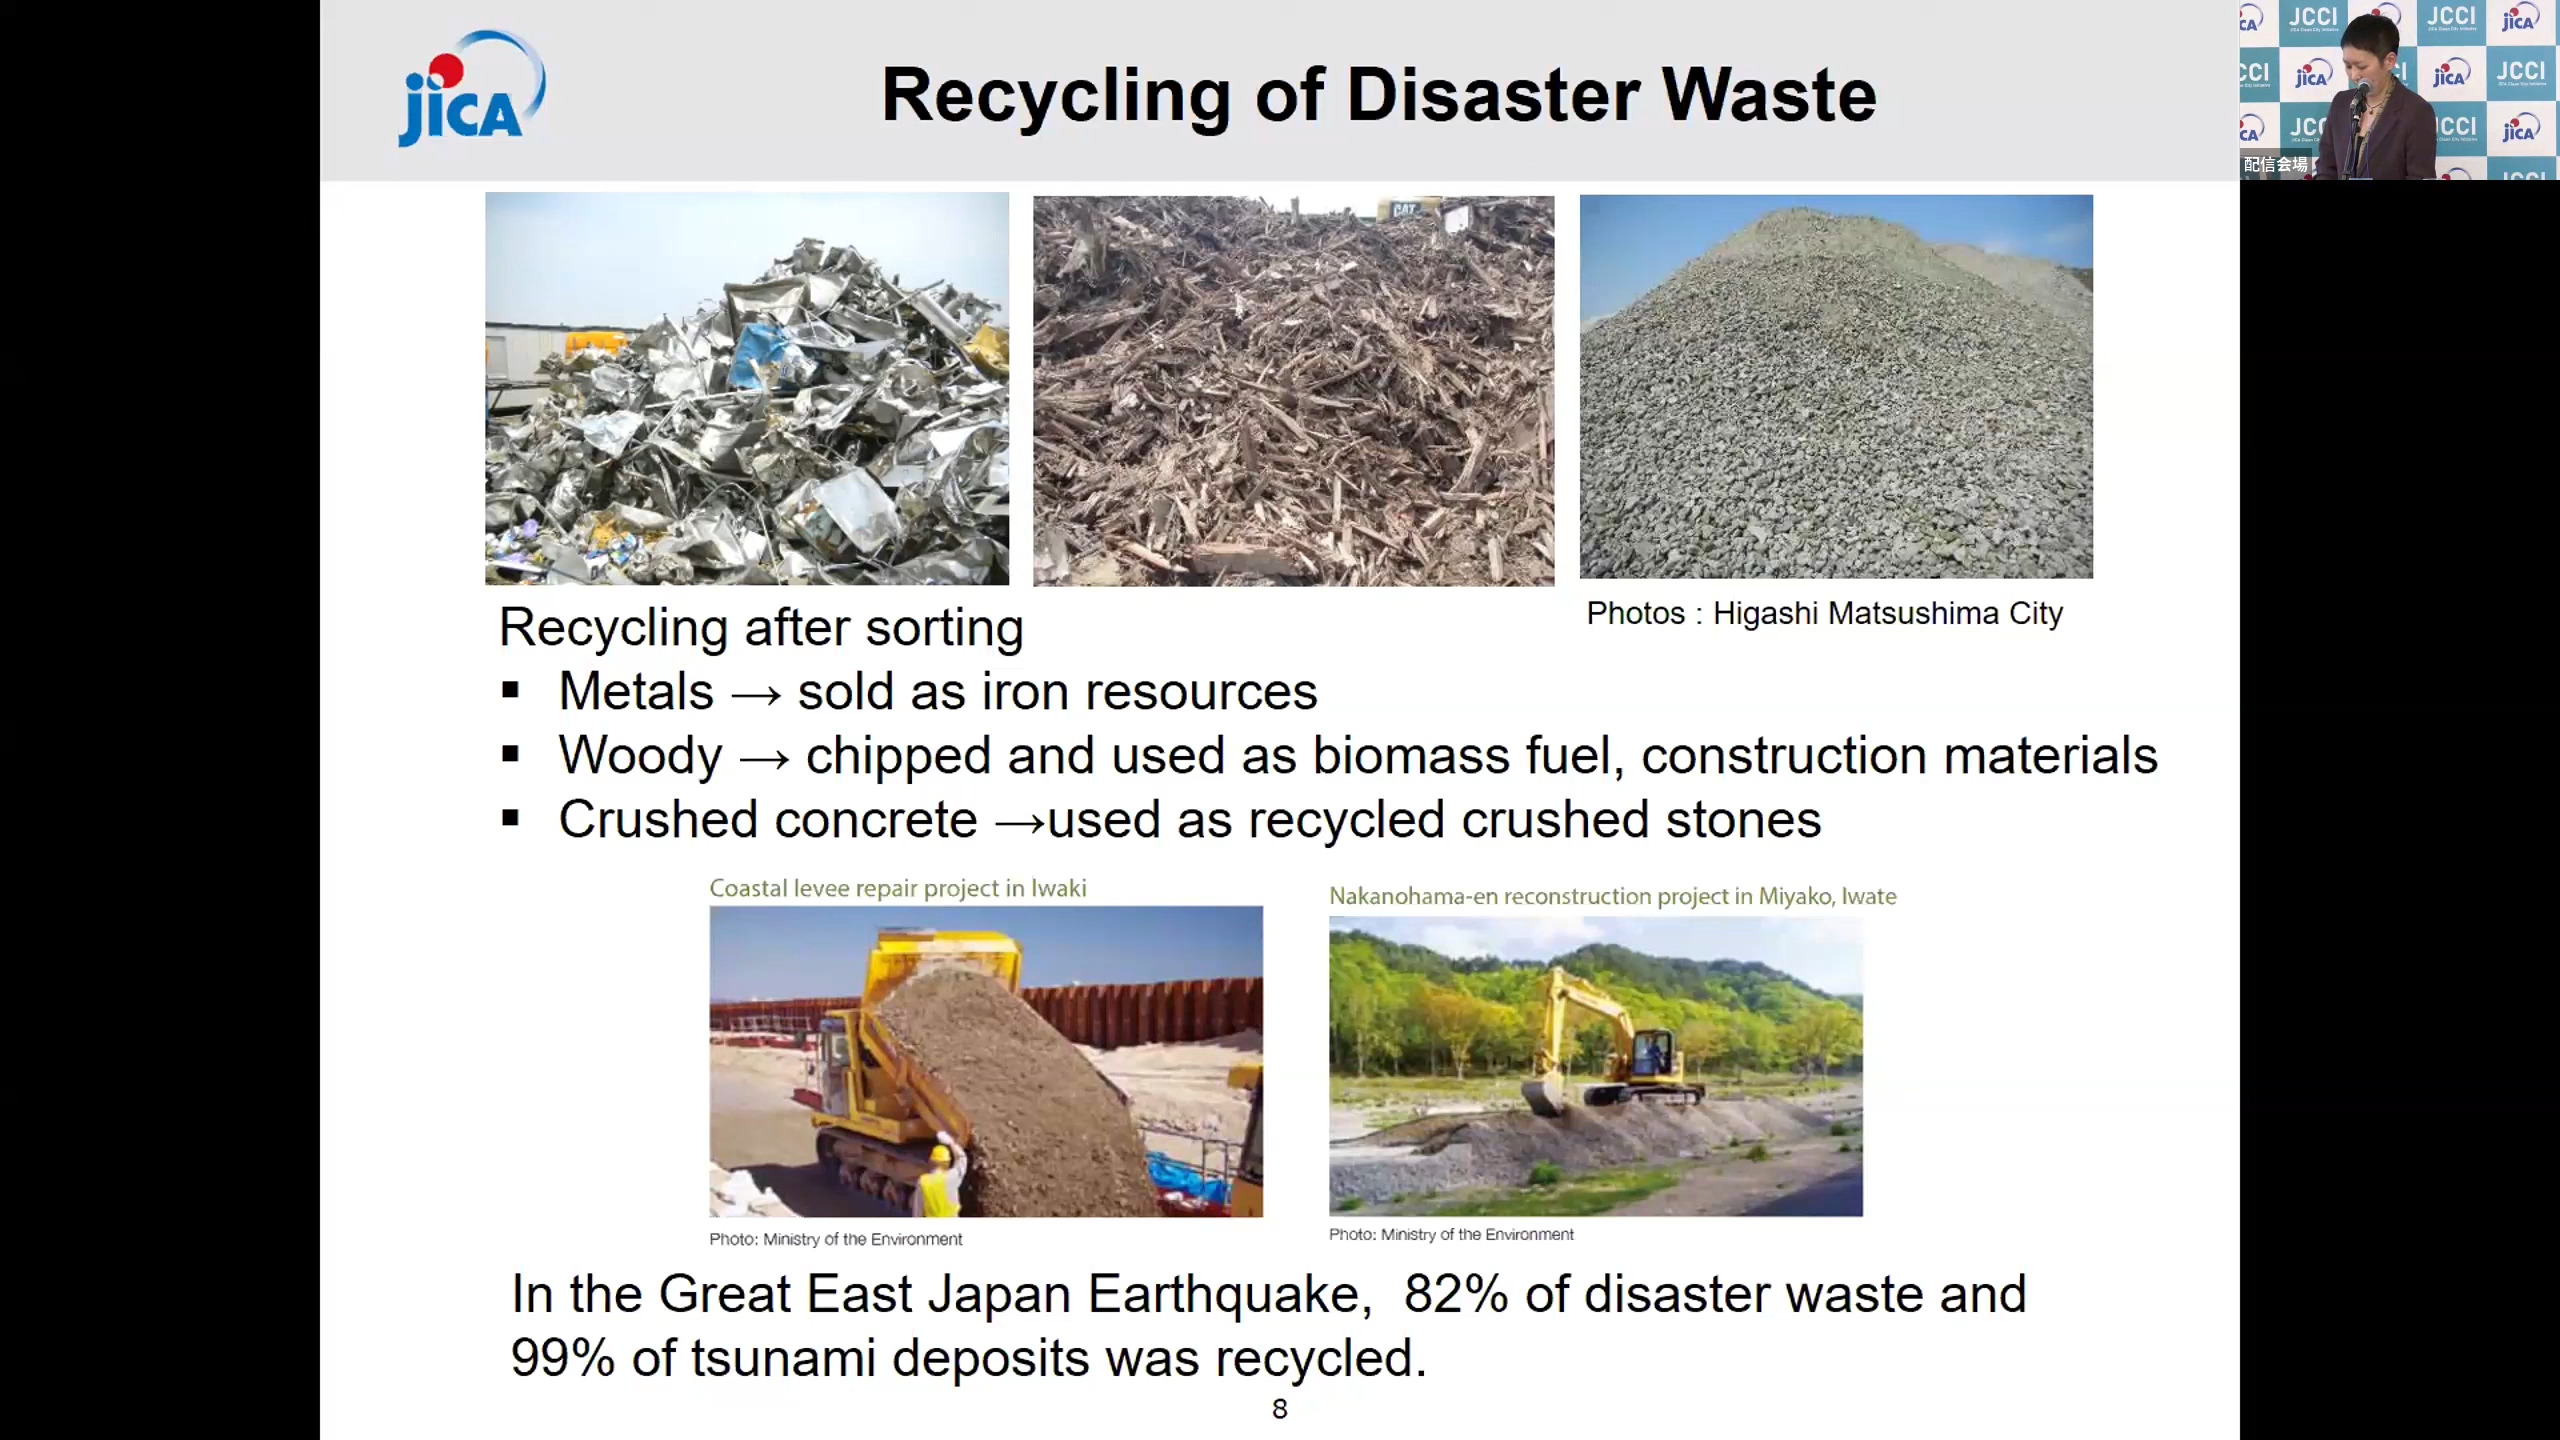 JICA
Recycling of Disaster Waste
JCCI
JCCI
JICA
JICA
JCCI
JICA
JCCI
JICA
配信会場
CAT
Photos : Higashi Matsushima City
Recycling after sorting
▪ Metals → sold as iron resources
▪ Woody → chipped and used as biomass fuel, construction materials
▪ Crushed concrete →used as recycled crushed stones
Coastal levee repair project in Iwaki
Nakanohama-en reconstruction project in Miyako, Iwate
Photo: Ministry of the Environment
Photo: Ministry of the Environment
In the Great East Japan Earthquake, 82% of disaster waste and
99% of tsunami deposits was recycled.
8